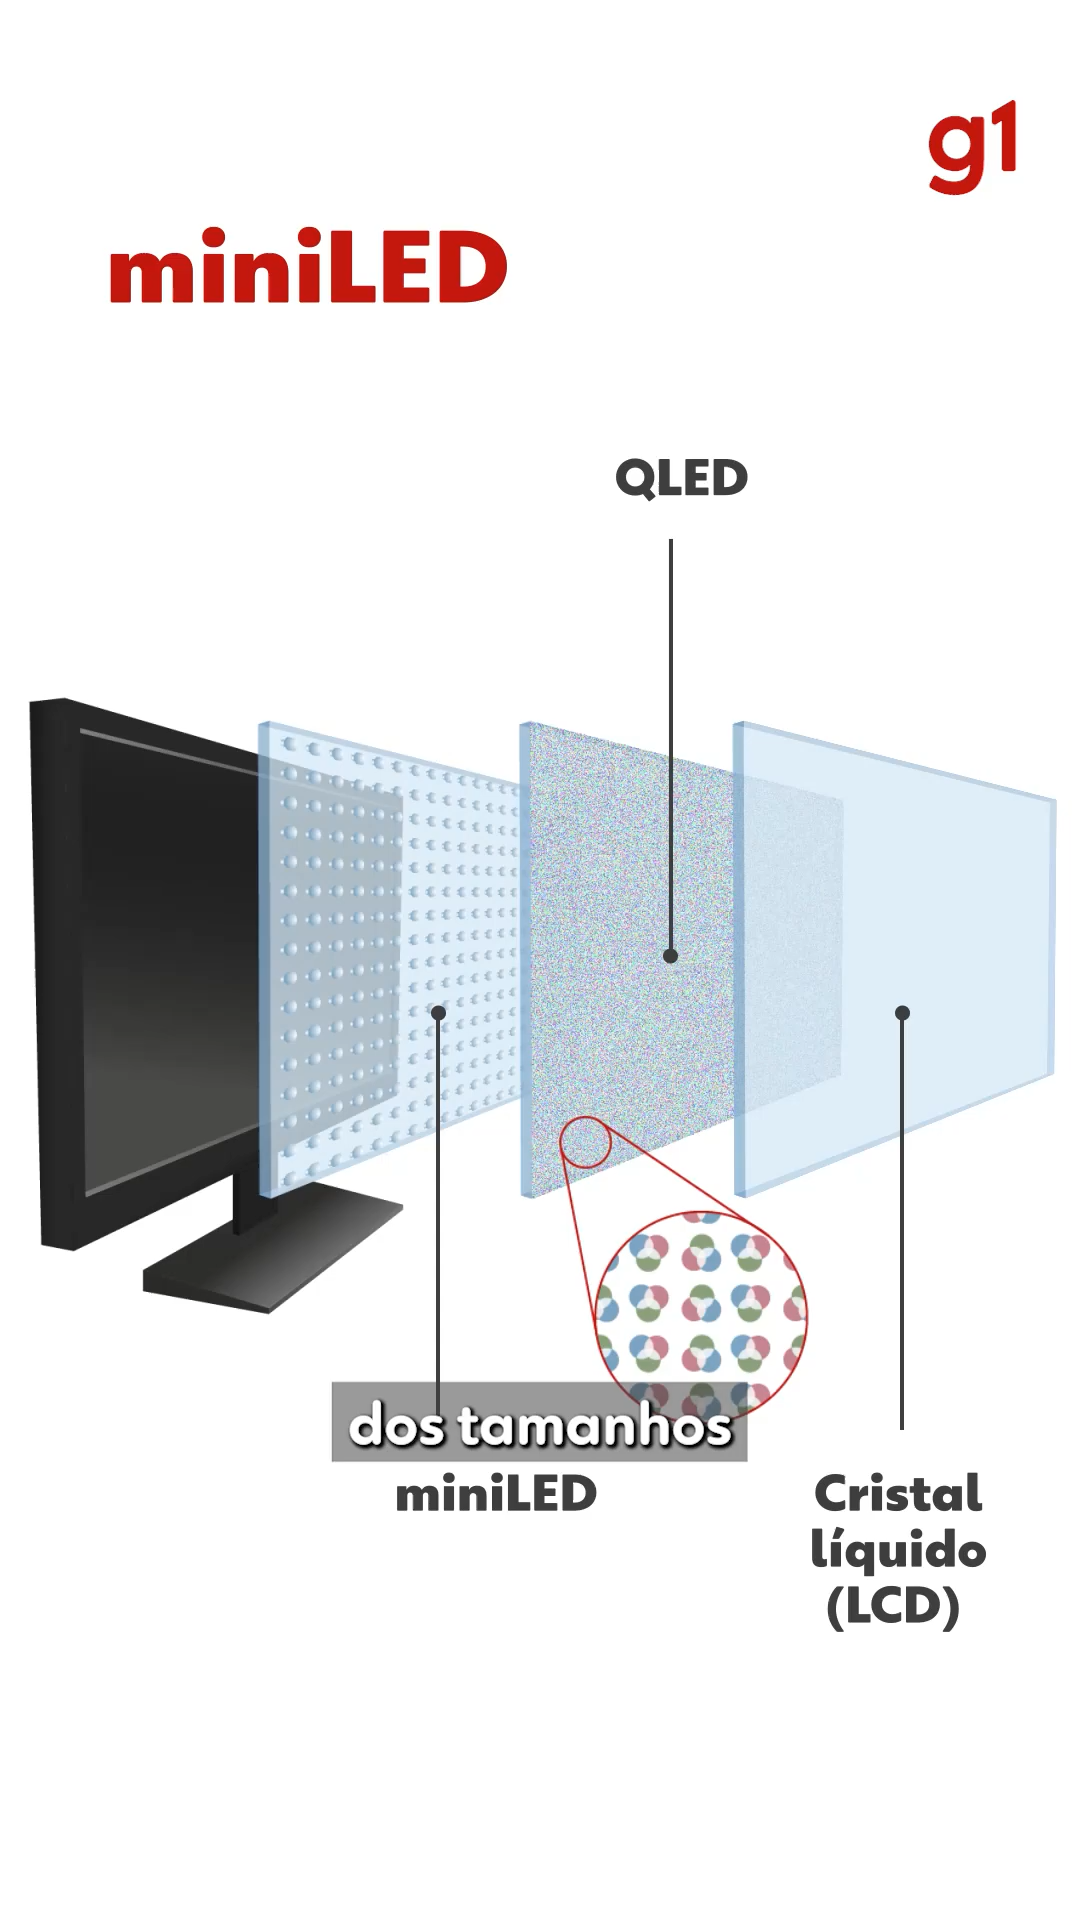 g1
miniLED
QLED
dos tamanhos
miniLED
Cristal
líquido
(LCD)